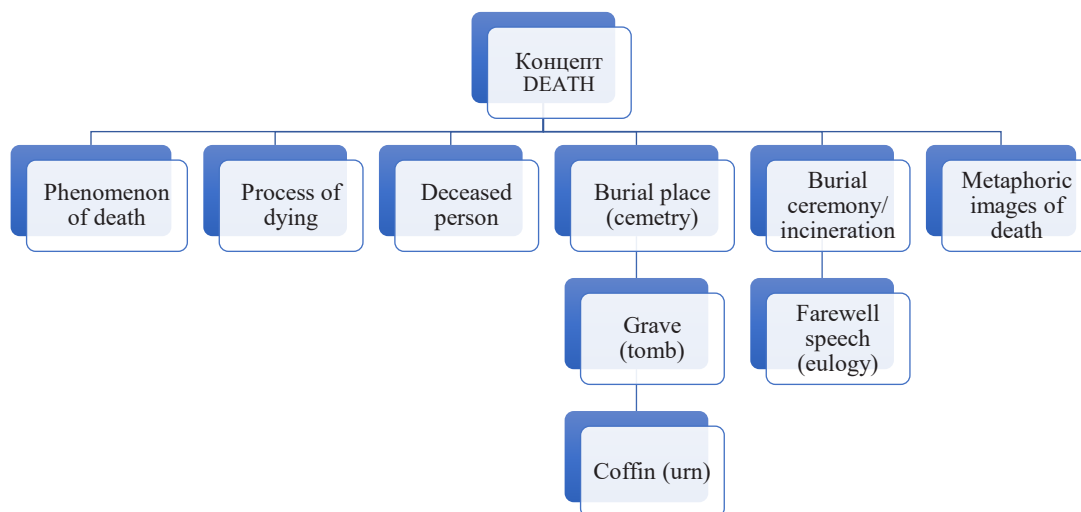 Концепт
DEATH
Phenomenon
of death
Process of
dying
Deceased
person
Burial place
(cemetry)
Burial
ceremony/
incineration
Metaphoric
images of
death
Grave
(tomb)
Farewell
speech
(eulogy)
Coffin (urn)